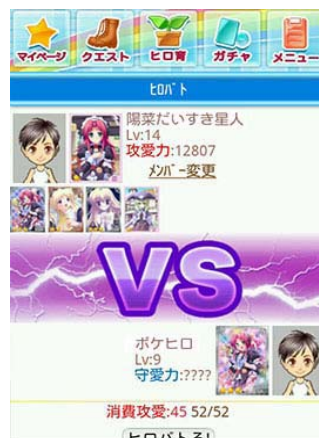 マイページ クエスト ヒロ育 ガチャ メニュー
ヒロバト
陽菜だいすき星人
Lv:14
攻愛力:12807
メンバー変更
VS
ポケヒロ
Lv:9
守愛力:????
消費攻愛:45 52/52
ヒロバトる!